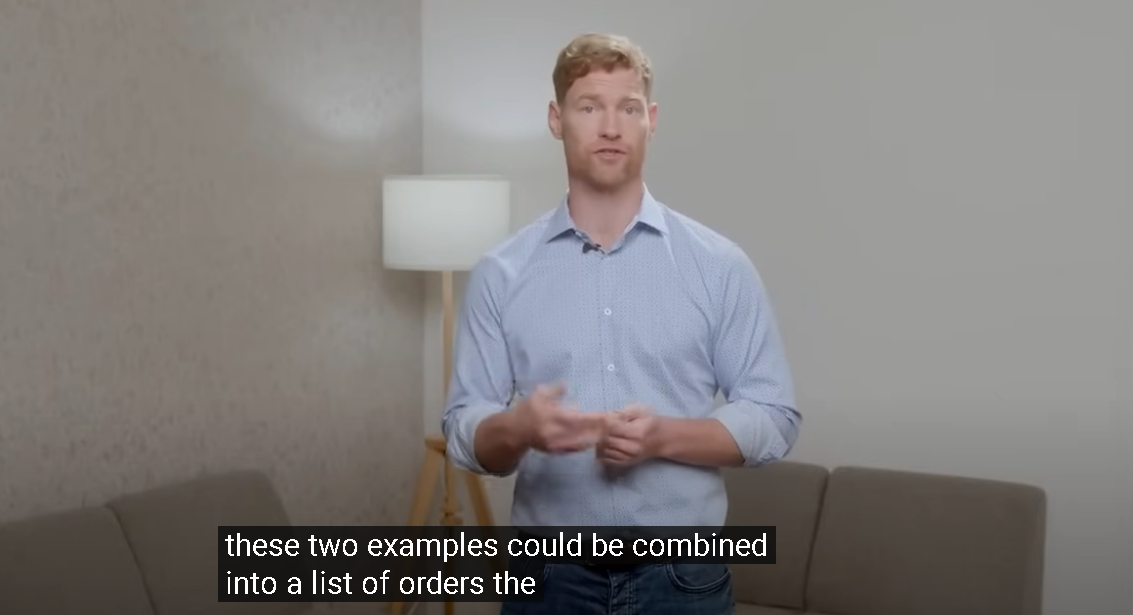 these two examples could be combined
into a list of orders the